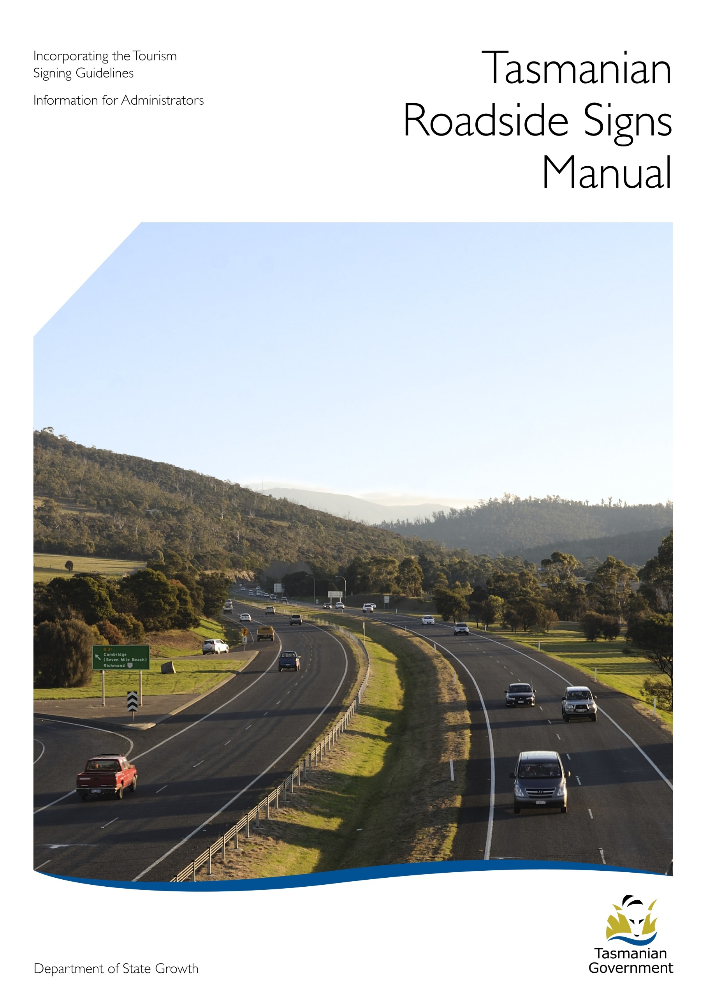 Incorporating the Tourism
Signing Guidelines
Information for Administrators
Tasmanian
Roadside Signs
Manual
B 31
Cambridge
(Seven Mile Beach)
Richmond
Department of State Growth
Tasmanian
Government